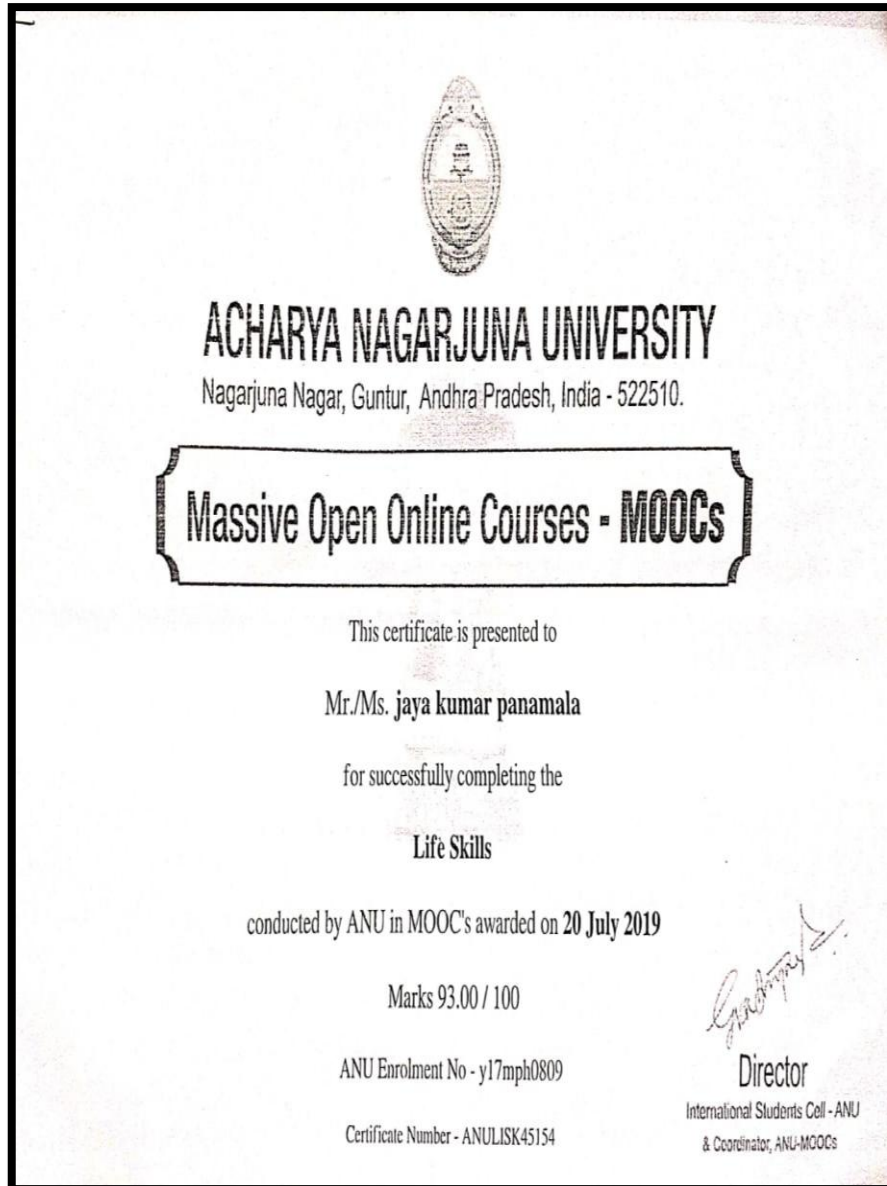 ACHARYA NAGARJUNA UNIVERSITY
Nagarjuna Nagar, Guntur, Andhra Pradesh, India - 522510.
Massive Open Online Courses - MOOCs
This certificate is presented to
Mr./Ms. jaya kumar panamala
for successfully completing the
Life Skills
conducted by ANU in MOOC's awarded on 20 July 2019
Marks 93.00 / 100
ANU Enrolment No - y17mph0809
Certificate Number - ANULISK45154
Director
International Students Cell - ANU
& Coordinator, ANU-MOOCs